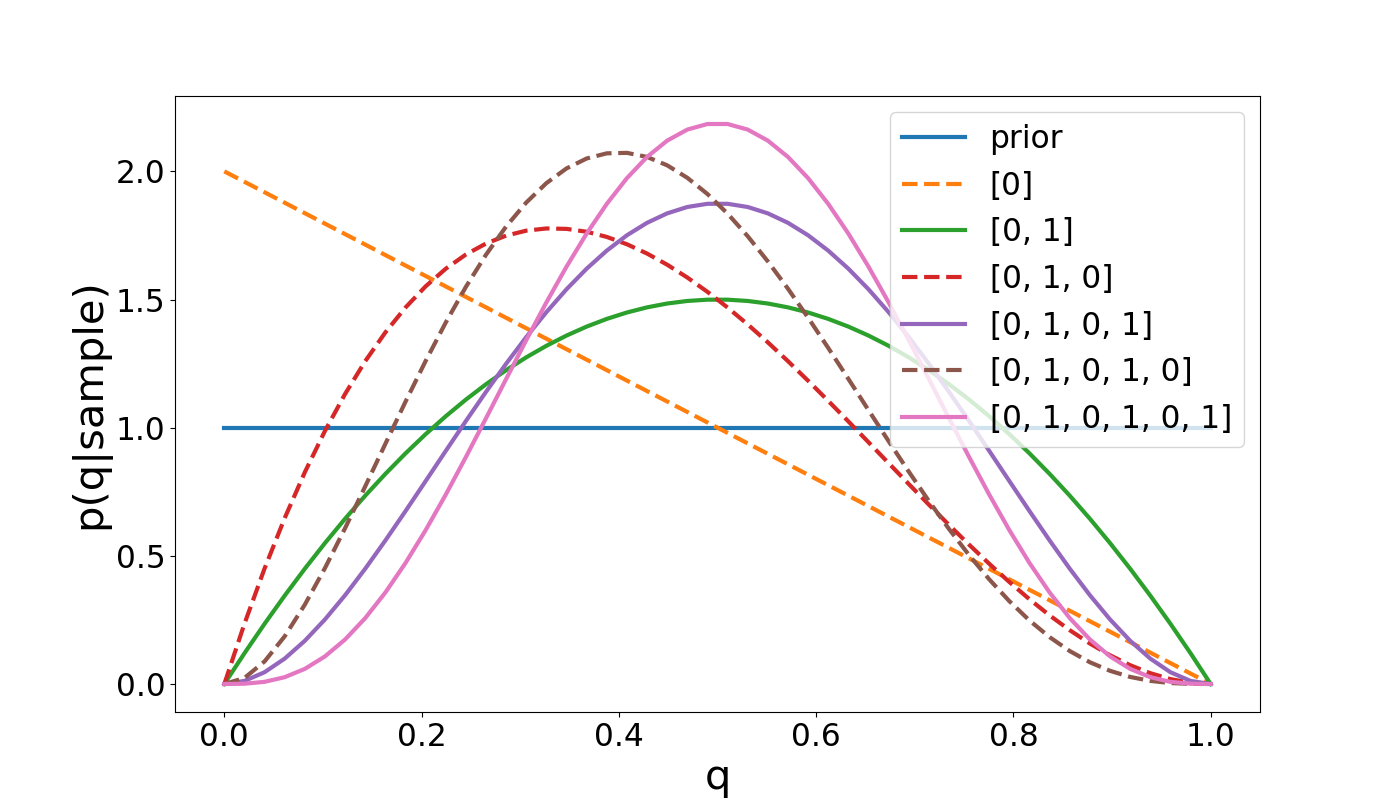 p(q|sample)
2.0
1.5
1.0
0.5
0.0
0.0 0.2 0.4 0.6 0.8 1.0
q
prior
[0]
[0, 1]
[0, 1, 0]
[0, 1, 0, 1]
[0, 1, 0, 1, 0]
[0, 1, 0, 1, 0, 1]